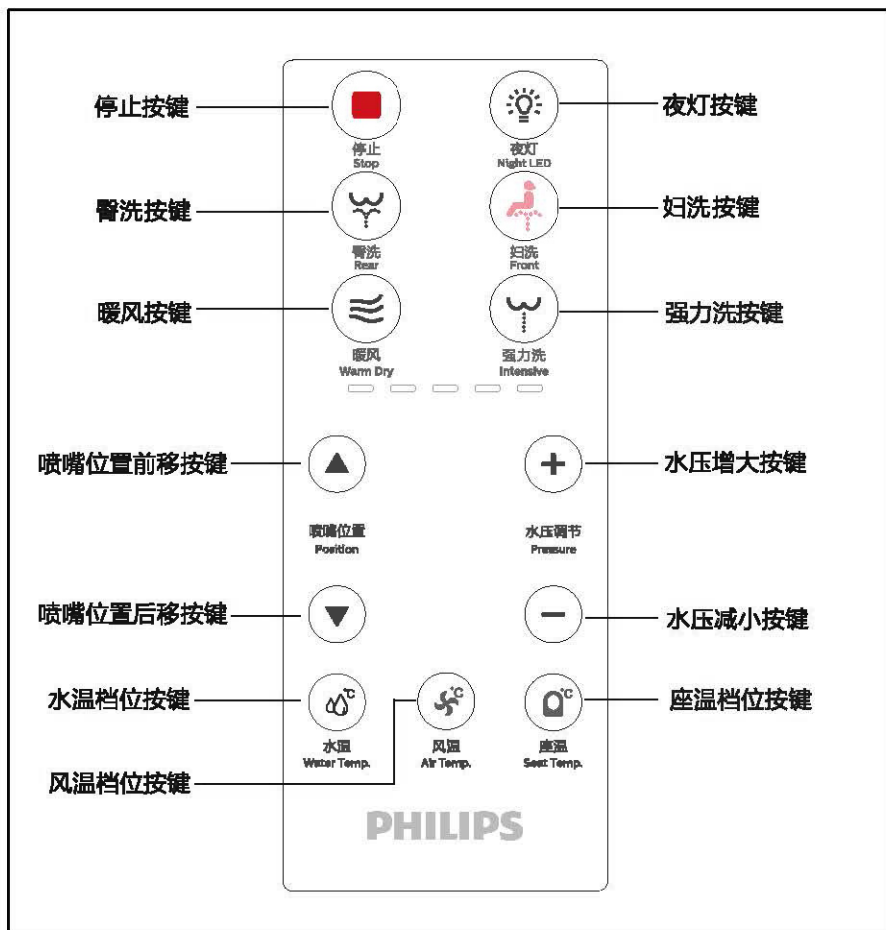 停止按键
停止
Stop
夜灯
Night LED
夜灯按键
臀洗按键
臀洗
Rear
妇洗
Front
妇洗按键
暖风按键
暖风
Warm Dry
强力洗
Intensive
强力洗按键
喷嘴位置前移按键
水压增大按键
喷嘴位置
Position
水压调节
Pressure
喷嘴位置后移按键
水压减小按键
水温档位按键
℃
℃
℃
座温档位按键
水温
Water Temp.
风温
Air Temp.
座温
Seat Temp.
风温档位按键
PHILIPS